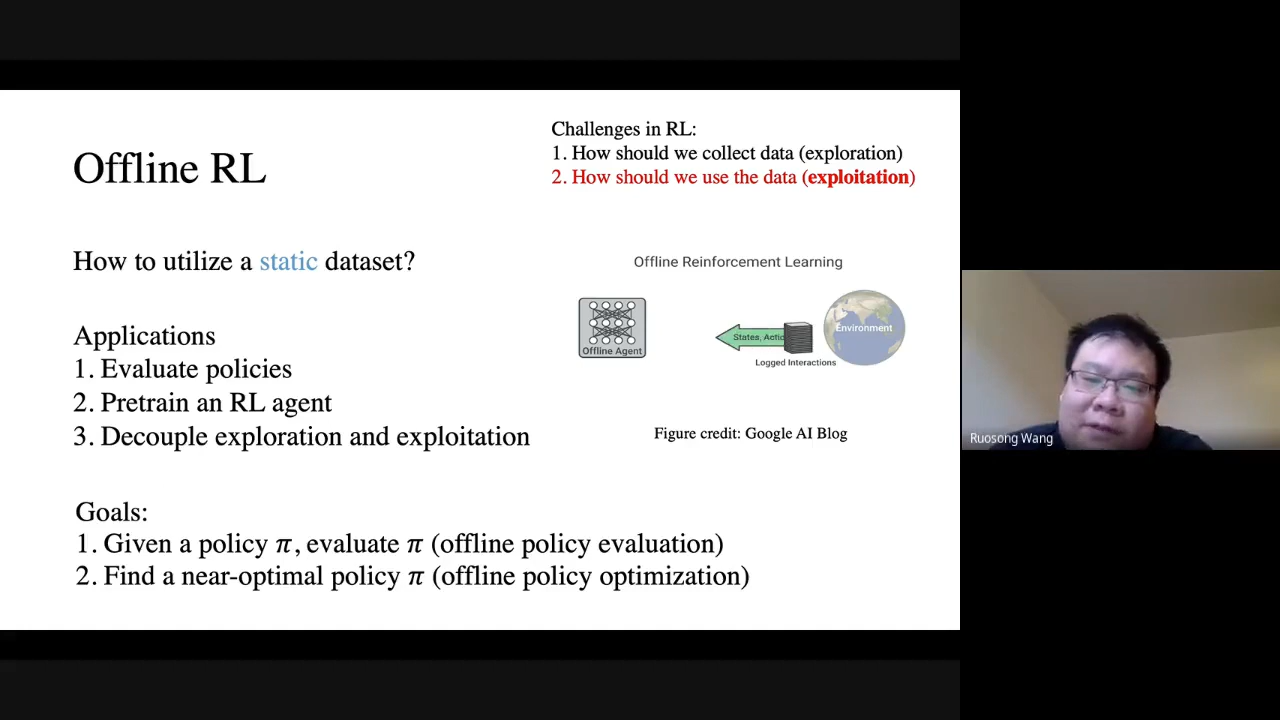 Offline RL
Challenges in RL:
1. How should we collect data (exploration)
2. How should we use the data (exploitation)
How to utilize a static dataset?
Applications
1. Evaluate policies
2. Pretrain an RL agent
3. Decouple exploration and exploitation
Offline Reinforcement Learning
Offline Agent
States, Actio
Environment
Logged Interactions
Figure credit: Google AI Blog
Goals:
1. Given a policy π, evaluate π (offline policy evaluation)
2. Find a near-optimal policy π (offline policy optimization)
Ruosong Wang